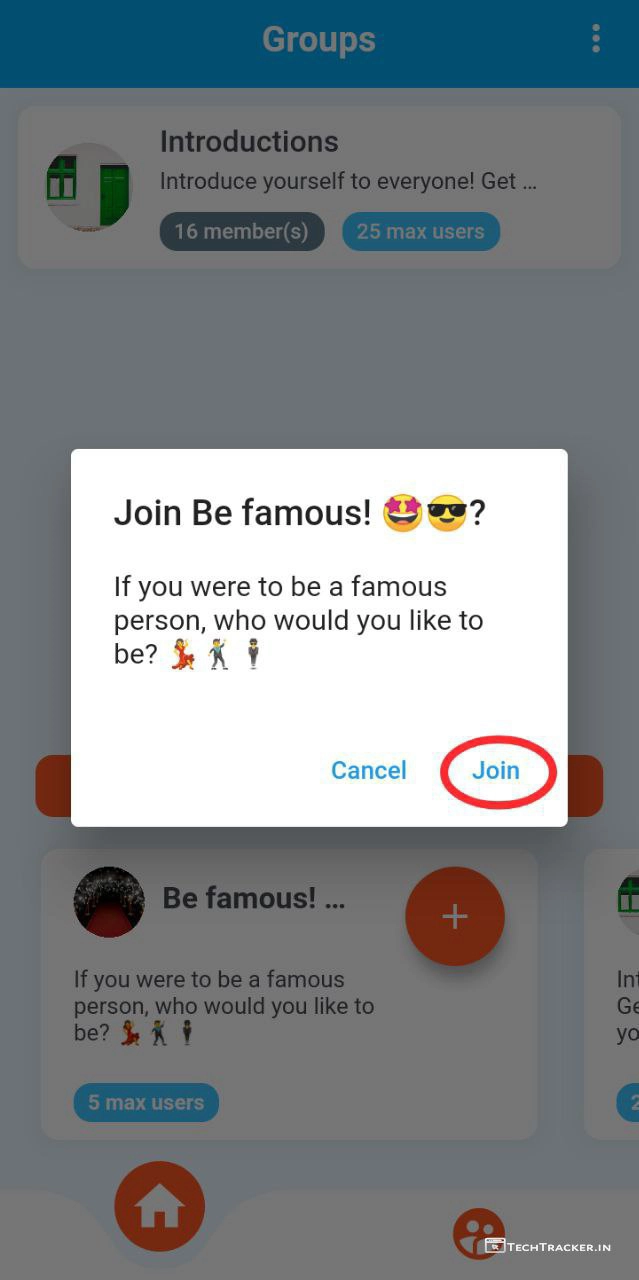 Groups
Introductions
Introduce yourself to everyone! Get ...
16 member(s)
25 max users
Join Be famous! 🤩😎?
If you were to be a famous
person, who would you like to
be? 💃🕺🕴
Cancel
Join
Be famous! ...
If you were to be a famous
person, who would you like to
be? 💃🕺🕴
5 max users
Int
Ge
yo
2
TECHTRACKER.IN